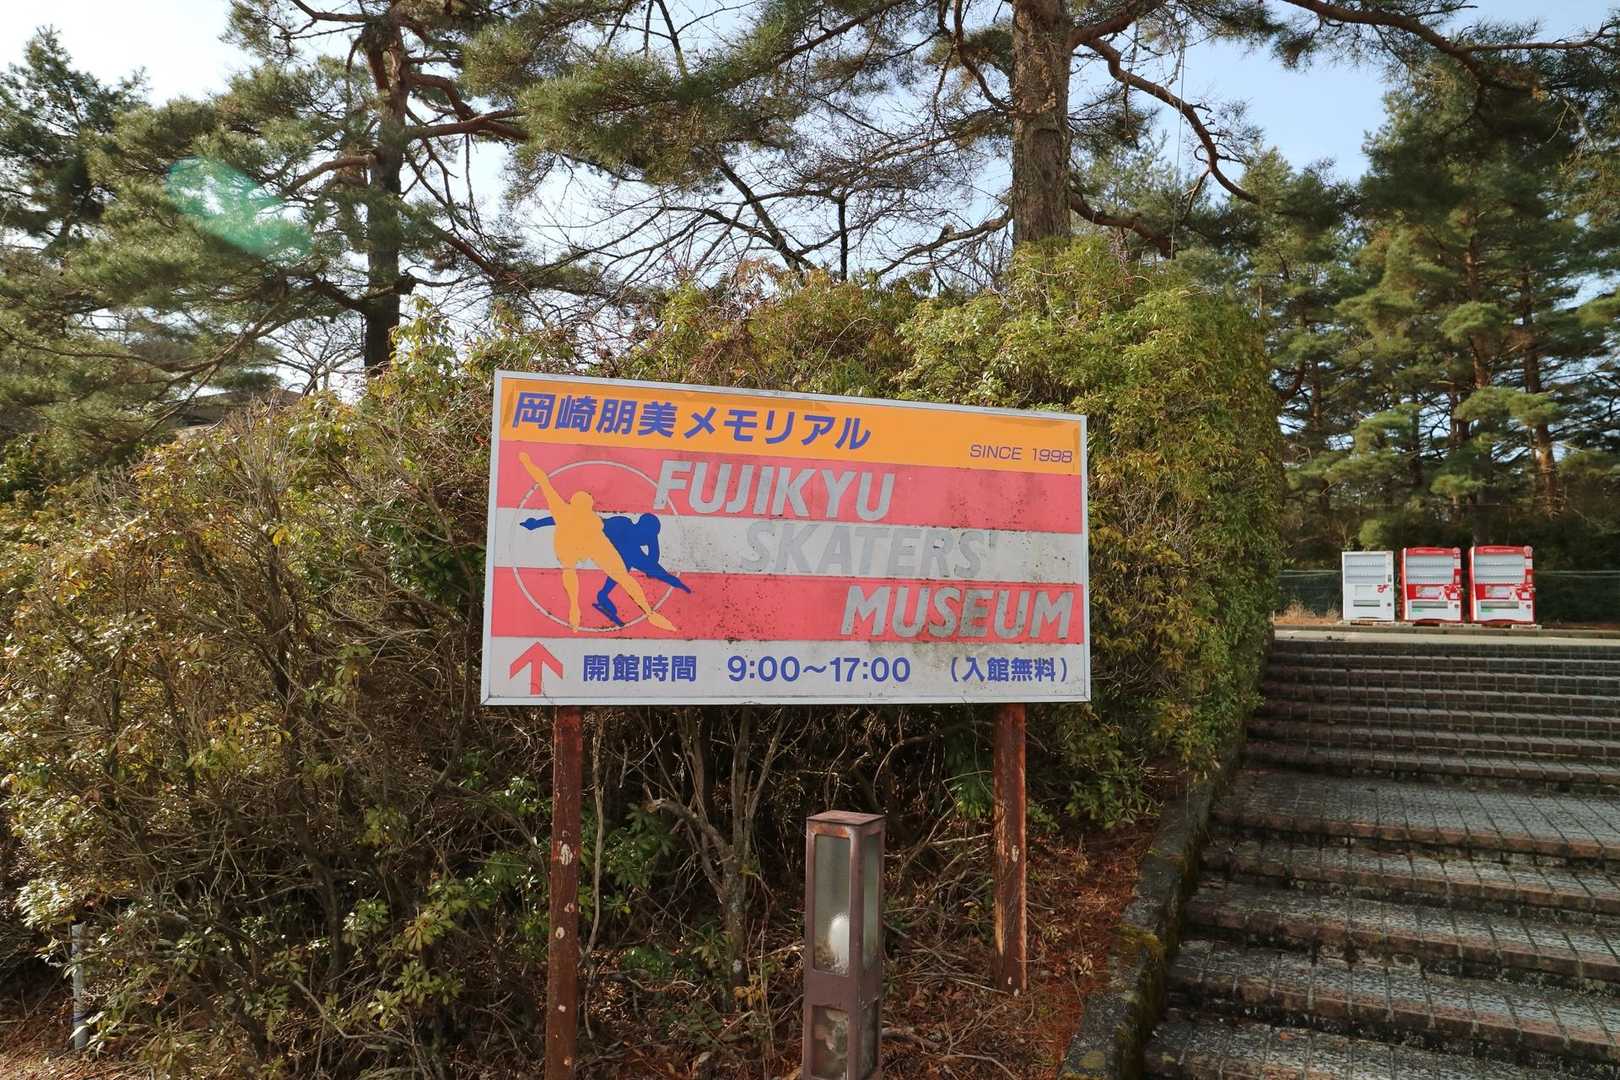 岡崎朋美メモリアル
SINCE 1998
FUJIKYU
SKATERS'
MUSEUM
開館時間 9:00～17:00 （入館無料）